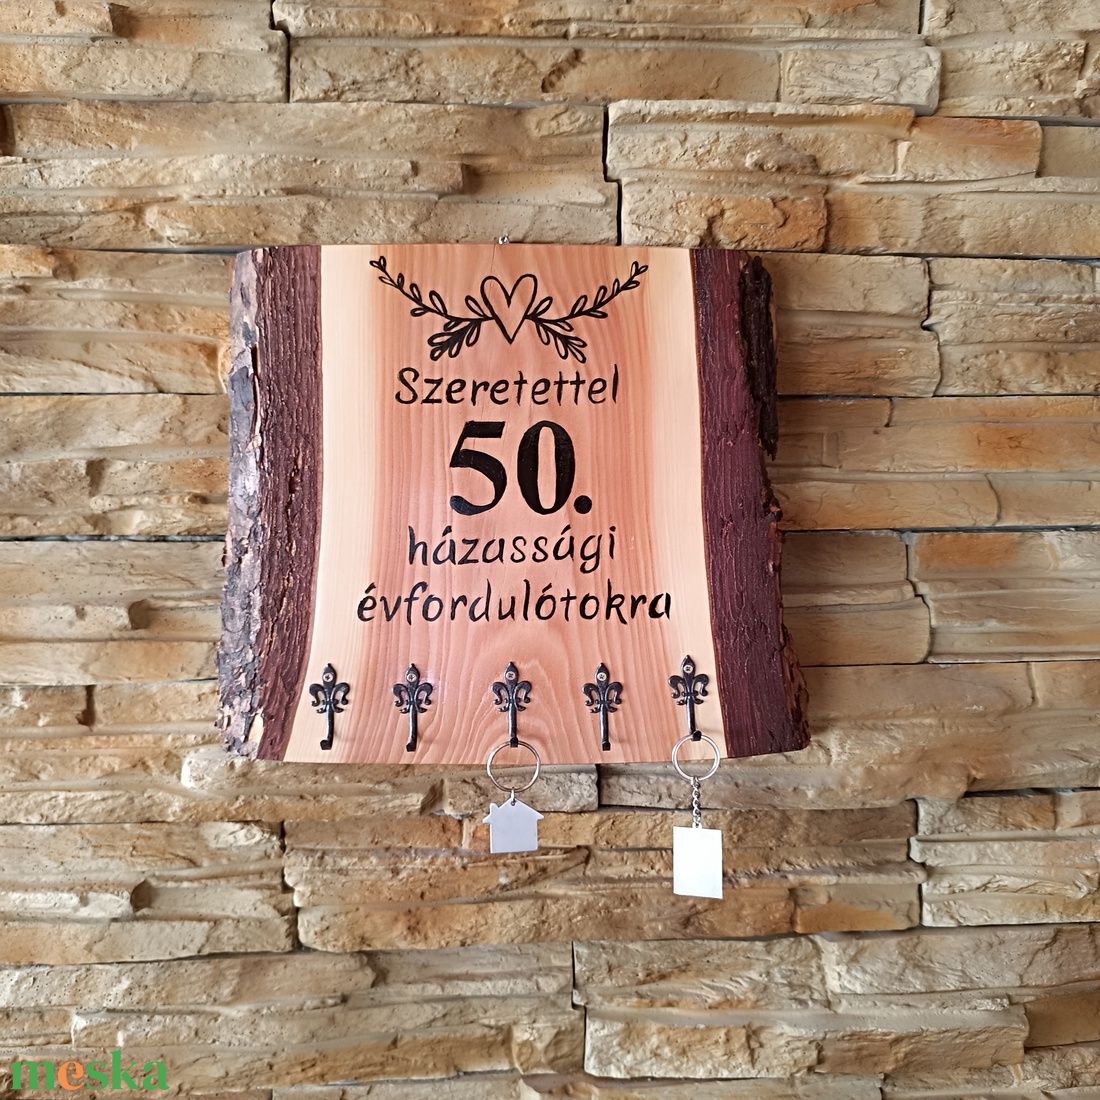 Szeretettel
50.
házassági
évfordulótokra
meska